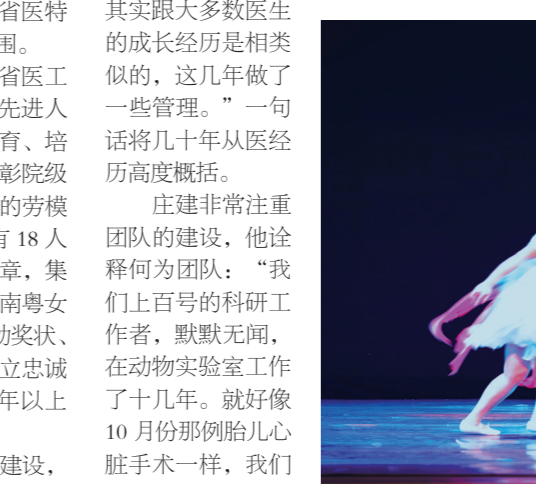 省医特
围。
省医工
先进人
育、培
彰院级
的劳模
有 18 人
章，集
南粤女
动奖状、
立忠诚
年以上
建设，
其实跟大多数医生
的成长经历是相类
似的，这几年做了
一些管理。”一句
话将几十年从医经
历高度概括。
庄建非常注重
团队的建设，他诠
释何为团队：“我
们上百号的科研工
作者，默默无闻，
在动物实验室工作
了十几年。就好像
10 月份那例胎儿心
脏手术一样，我们